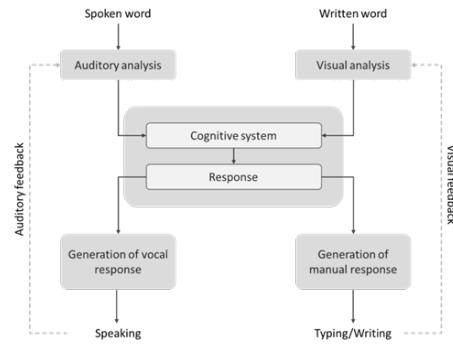 Spoken word
Written word
Auditory analysis
Visual analysis
Cognitive system
Response
Auditory feedback
Visual feedback
Generation of vocal
response
Generation of
manual response
Speaking
Typing/Writing